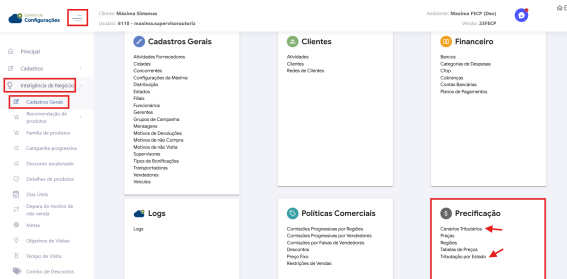 Central de
Configurações
Cliente: Máxima Sistemas
Usuário: 6110 - maxima.supervisorautoriz
Ambiente: Maxima FECP (Dev)
Versão: 23FECP
Principal
Cadastros
Inteligência de Negócio
Cadastros Gerais
Recomendação de
produtos
Família de produtos
Campanha progressiva
Desconto escalonado
Detalhes de produtos
Dias Úteis
Depara do motivo de
não venda
Metas
Objetivos de Visitas
Tempo de Visita
Combo de Descontos
Cadastros Gerais
Atividades Fornecedores
Cidades
Concorrentes
Configurações da Máxima
Distribuição
Estados
Filiais
Funcionários
Gerentes
Grupos de Campanha
Mensagens
Motivos de Devoluções
Motivos de não Compra
Motivos de não Visita
Supervisores
Tipos de Bonificações
Transportadoras
Vendedores
Veículos
Clientes
Atividades
Clientes
Redes de Clientes
Financeiro
Bancos
Categorias de Despesas
Cfop
Cobranças
Contas Bancárias
Planos de Pagamentos
Logs
Logs
Políticas Comerciais
Comissões Progressivas por Regiões
Comissões Progressivas por Vendedores
Comissões por Faixas de Vendedores
Descontos
Preço Fixo
Restrições de Vendas
Precificação
Cenários Tributários
Preços
Regiões
Tabelas de Preços
Tributação por Estado